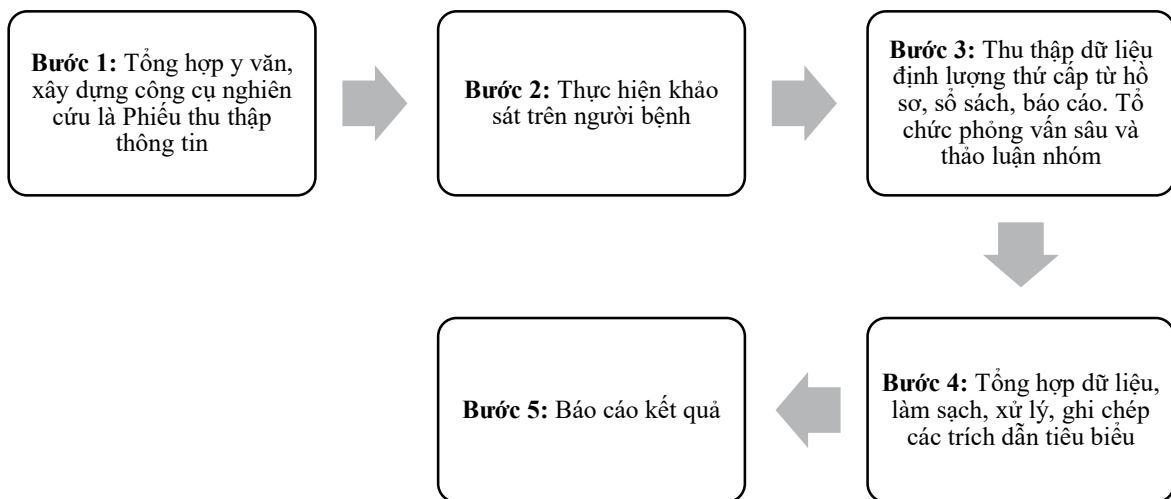 Bước 1: Tổng hợp y văn,
xây dựng công cụ nghiên
cứu là Phiếu thu thập
thông tin
Bước 2: Thực hiện khảo
sát trên người bệnh
Bước 3: Thu thập dữ liệu
định lượng thứ cấp từ hồ
sơ, sổ sách, báo cáo. Tổ
chức phỏng vấn sâu và
thảo luận nhóm
Bước 4: Tổng hợp dữ liệu,
làm sạch, xử lý, ghi chép
các trích dẫn tiêu biểu
Bước 5: Báo cáo kết quả